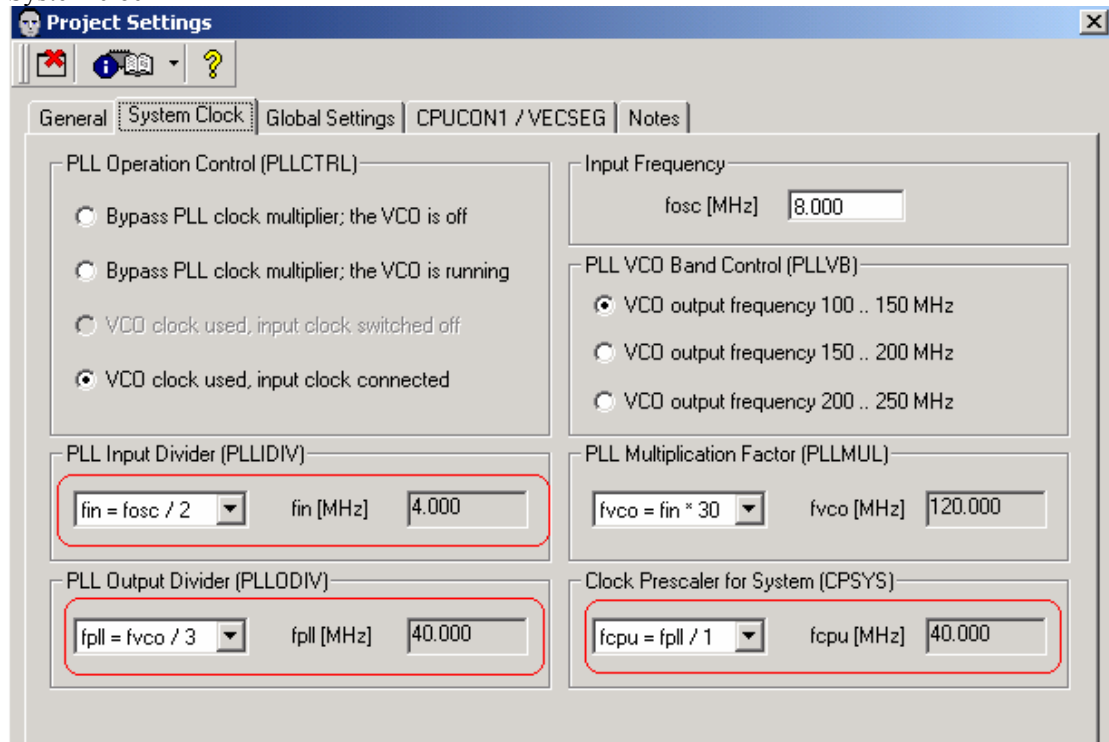 Project Settings
General System Clock Global Settings CPUCON1 / VECSEG Notes
PLL Operation Control (PLLCTRL)
Bypass PLL clock multiplier; the VCO is off
Bypass PLL clock multiplier; the VCO is running
VCO clock used, input clock switched off
VCO clock used, input clock connected
Input Frequency
fosc [MHz] 8.000
PLL VCO Band Control (PLLVB)
VCO output frequency 100 .. 150 MHz
VCO output frequency 150 .. 200 MHz
VCO output frequency 200 .. 250 MHz
PLL Input Divider (PLLIDIV)
fin = fosc / 2 fin [MHz] 4.000
PLL Multiplication Factor (PLLMUL)
fvco = fin * 30 fvco [MHz] 120.000
PLL Output Divider (PLLODIV)
fpll = fvco / 3 fpll [MHz] 40.000
Clock Prescaler for System (CPSYS)
fcpu = fpll / 1 fcpu [MHz] 40.000